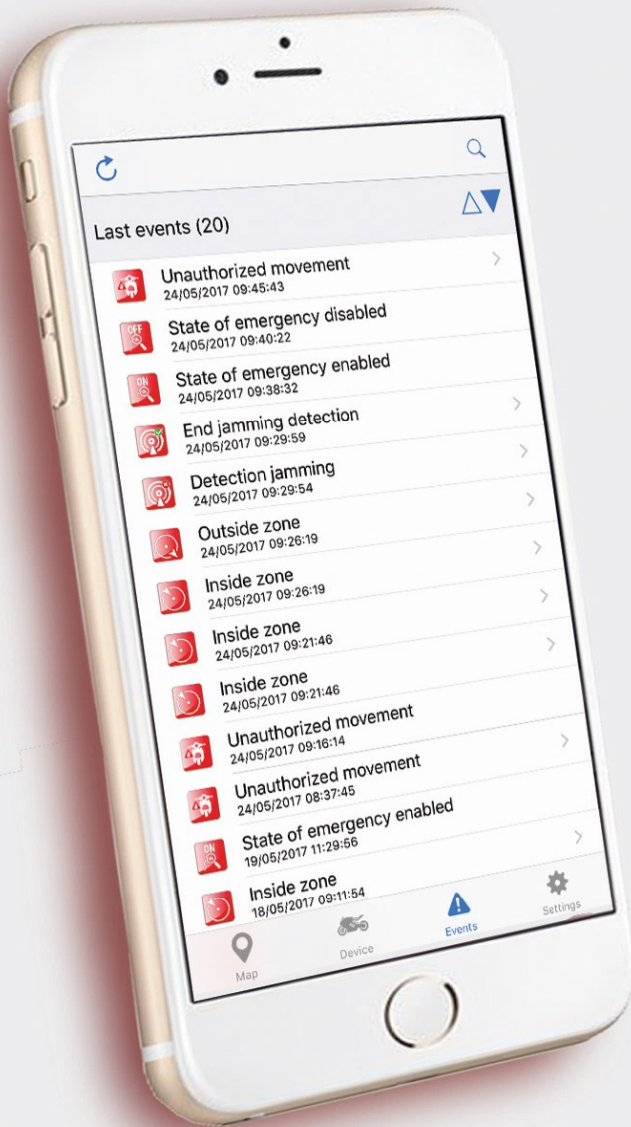 Last events (20)
Unauthorized movement
24/05/2017 09:45:43
OFF
State of emergency disabled
24/05/2017 09:40:22
ON
State of emergency enabled
24/05/2017 09:38:32
End jamming detection
24/05/2017 09:29:59
Detection jamming
24/05/2017 09:29:54
Outside zone
24/05/2017 09:26:19
Inside zone
24/05/2017 09:26:19
Inside zone
24/05/2017 09:21:46
Inside zone
24/05/2017 09:21:46
Unauthorized movement
24/05/2017 09:16:14
Unauthorized movement
24/05/2017 08:37:45
ON
State of emergency enabled
19/05/2017 11:29:56
Inside zone
18/05/2017 09:11:54
Map
Device
Events
Settings